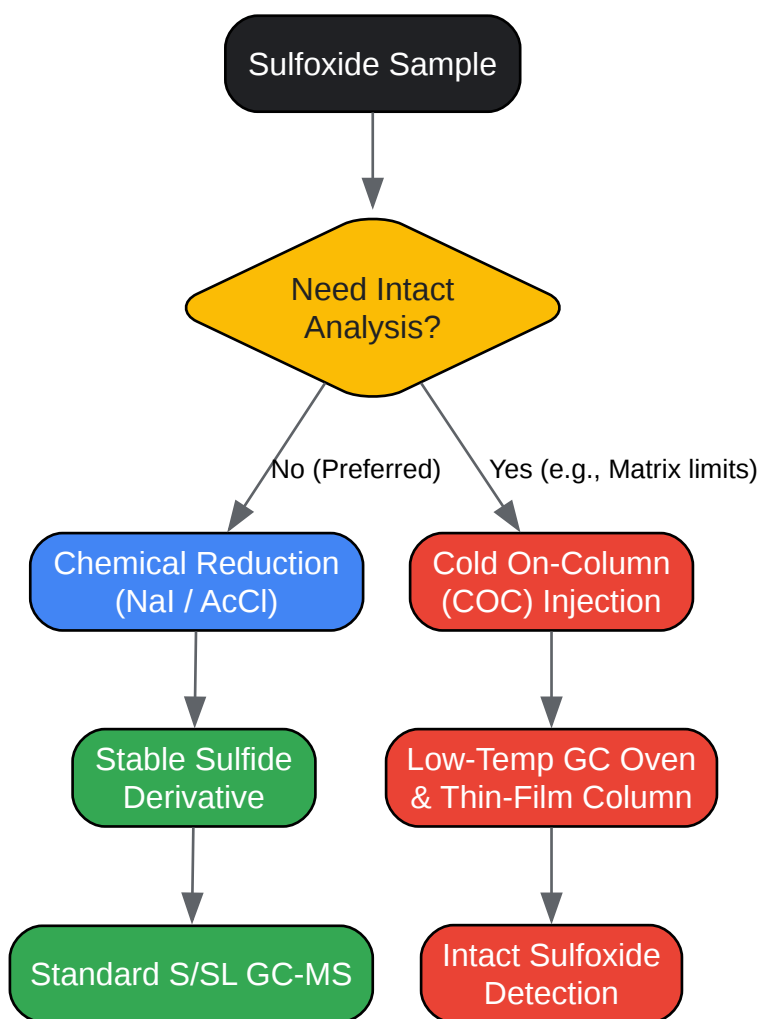 Sulfoxide Sample
Need Intact
Analysis?
No (Preferred)
Yes (e.g., Matrix limits)
Chemical Reduction
(NaI / AcCl)
Cold On-Column
(COC) Injection
Stable Sulfide
Derivative
Low-Temp GC Oven
& Thin-Film Column
Standard S/SL GC-MS
Intact Sulfoxide
Detection